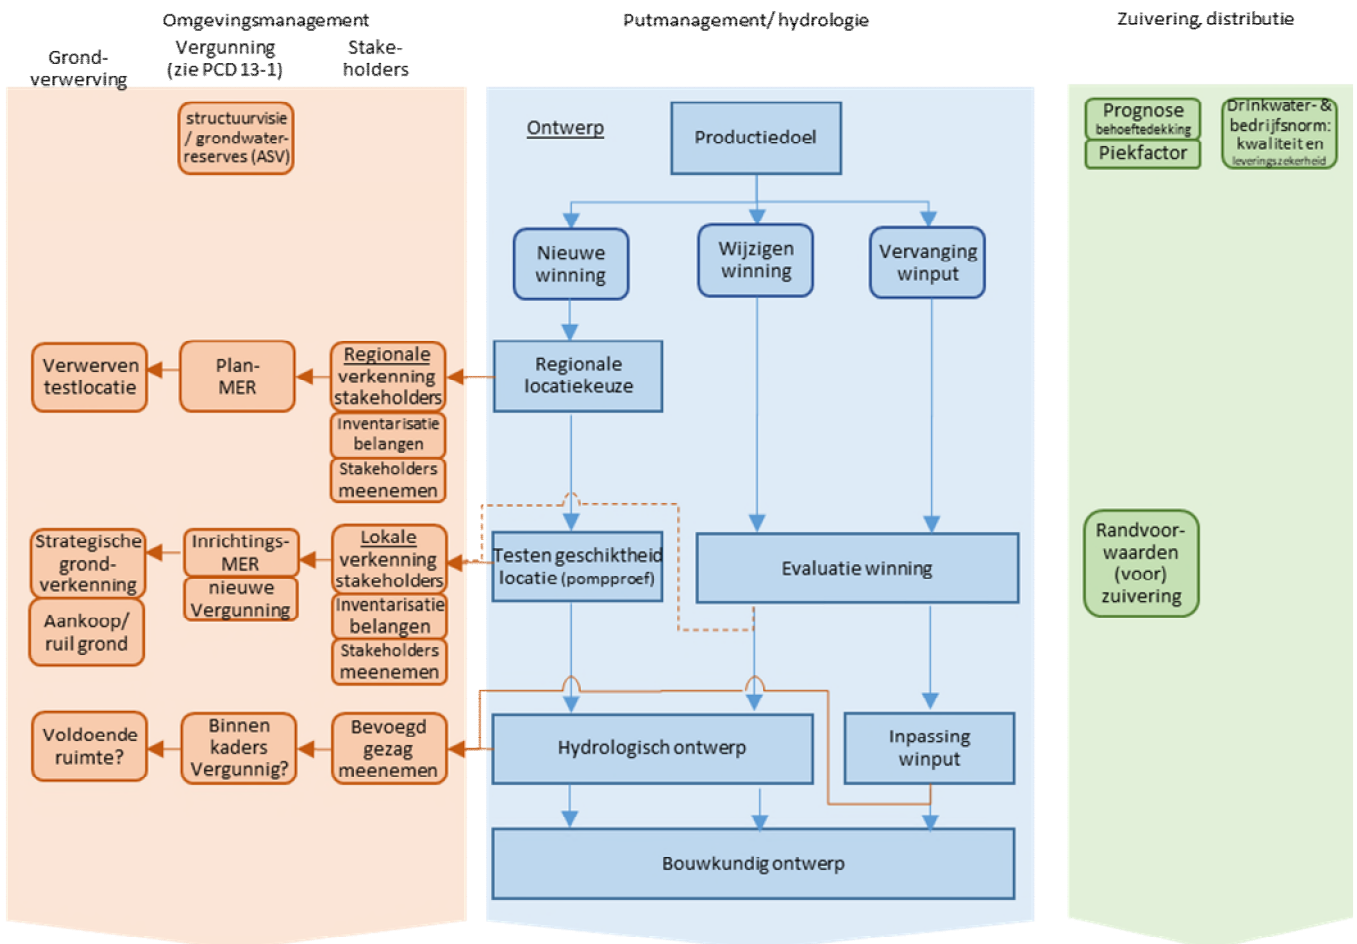 Omgevingsmanagement
Putmanagement/ hydrologie
Zuivering, distributie
Grond-
verwerving
Vergunning
(zie PCD 13-1)
Stake-
holders
structuurvisie
/ grondwater-
reserves (ASV)
Ontwerp
Productiedoel
Prognose
behoeftedekking
Piekfactor
Drinkwater- &
bedrijfsnorm:
kwaliteit en
leveringszekerheid
Nieuwe
winning
Wijzigen
winning
Vervanging
winput
Verwerven
testlocatie
Plan-
MER
Regionale
verkenning
stakeholders
Inventarisatie
belangen
Stakeholders
meenemen
Regionale
locatiekeuze
Strategische
grond-
verkenning
Aankoop/
ruil grond
Inrichtings-
MER
nieuwe
Vergunning
Lokale
verkenning
stakeholders
Inventarisatie
belangen
Stakeholders
meenemen
Testen geschiktheid
locatie (pompproef)
Evaluatie winning
Randvoor-
waarden
(voor)
zuivering
Voldoende
ruimte?
Binnen
kaders
Vergunnig?
Bevoegd
gezag
meenemen
Hydrologisch ontwerp
Inpassing
winput
Bouwkundig ontwerp